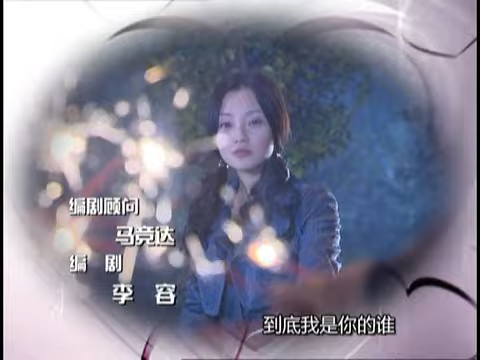 编剧顾问
马竞达
编 剧
李 容
到底我是你的谁